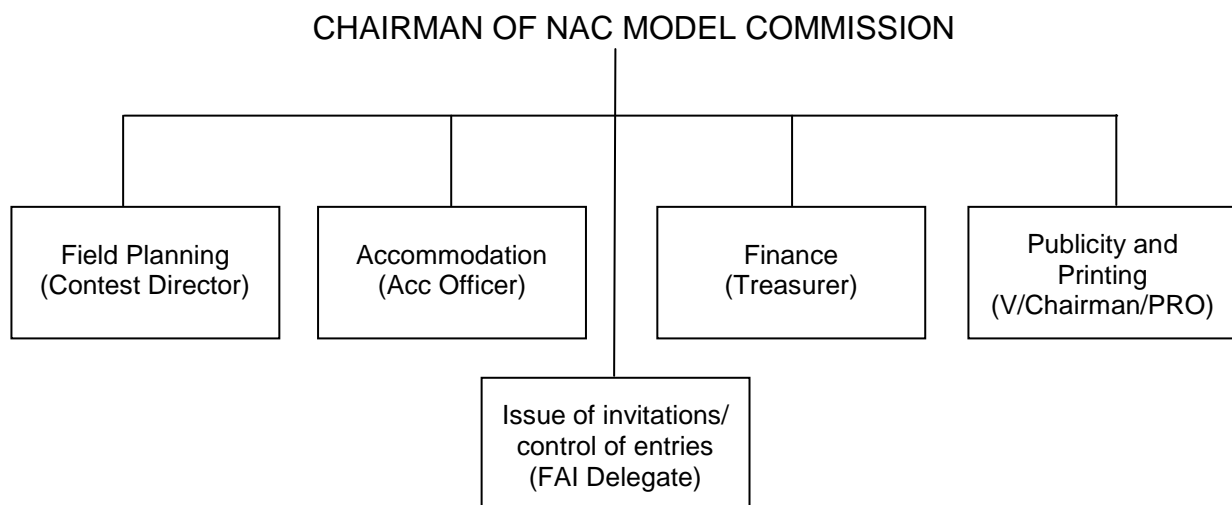 CHAIRMAN OF NAC MODEL COMMISSION
Field Planning
(Contest Director)
Accommodation
(Acc Officer)
Finance
(Treasurer)
Publicity and
Printing
(V/Chairman/PRO)
Issue of invitations/
control of entries
(FAI Delegate)